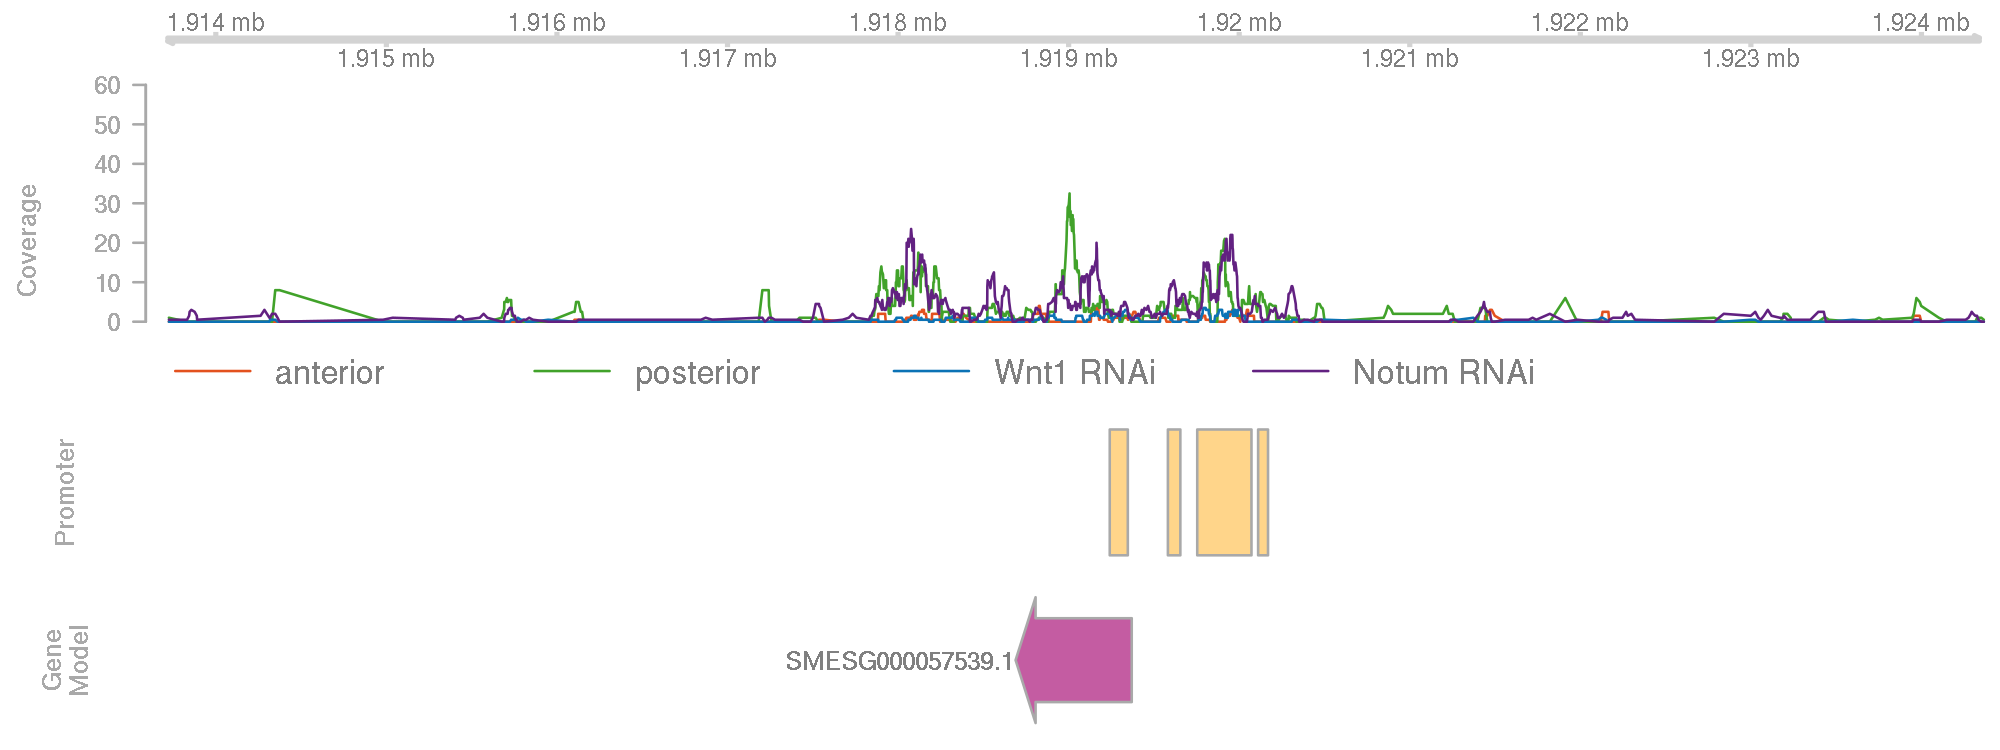 1.914 mb 1.916 mb 1.918 mb 1.92 mb 1.922 mb 1.924 mb
1.915 mb 1.917 mb 1.919 mb 1.921 mb 1.923 mb
60
50
40
30
20
10
0
Coverage
anterior posterior Wnt1 RNAi Notum RNAi
Promoter
Gene
Model
SMESG000057539.1